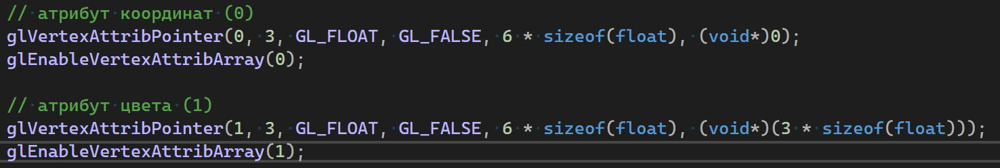 // атрибут координат (0)
glVertexAttribPointer(0, 3, GL_FLOAT, GL_FALSE, 6 * sizeof(float), (void*)0);
glEnableVertexAttribArray(0);
// атрибут цвета (1)
glVertexAttribPointer(1, 3, GL_FLOAT, GL_FALSE, 6 * sizeof(float), (void*)(3 * sizeof(float)));
glEnableVertexAttribArray(1);